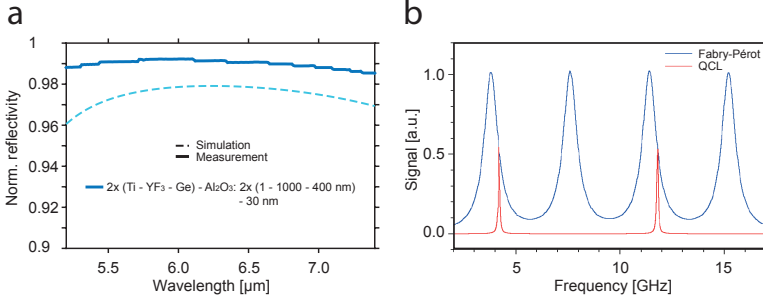 a
1
0.98
0.96
0.94
0.92
0.9
Norm. reflectivity
Simulation
Measurement
2x (Ti - YF₃ - Ge) - Al₂O₃: 2x (1 - 1000 - 400 nm)
- 30 nm
5.5
6.0
6.5
7.0
Wavelength [µm]
b
Fabry-Pérot
QCL
1.0
0.5
0.0
Signal [a.u.]
5
10
15
Frequency [GHz]